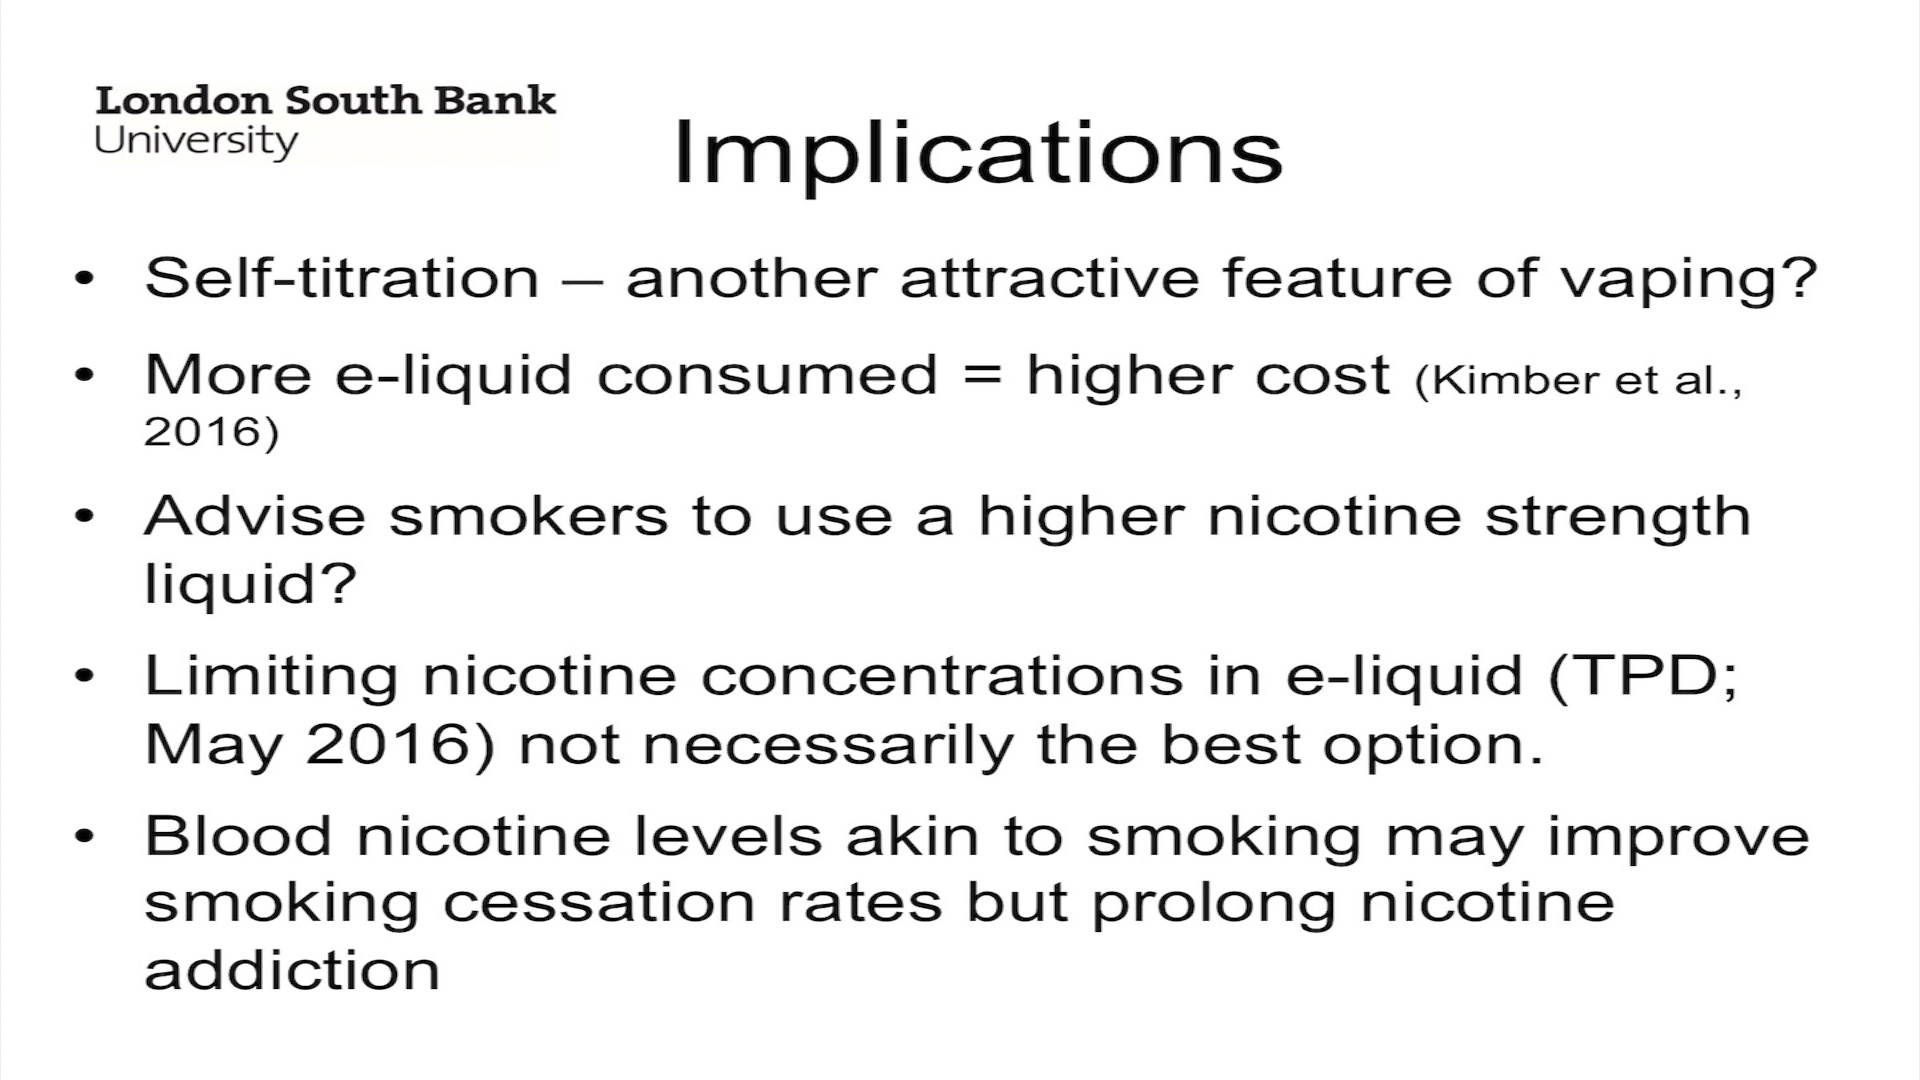 London South Bank
University
Implications
• Self-titration – another attractive feature of vaping?
• More e-liquid consumed = higher cost (Kimber et al.,
2016)
• Advise smokers to use a higher nicotine strength
liquid?
• Limiting nicotine concentrations in e-liquid (TPD;
May 2016) not necessarily the best option.
• Blood nicotine levels akin to smoking may improve
smoking cessation rates but prolong nicotine
addiction